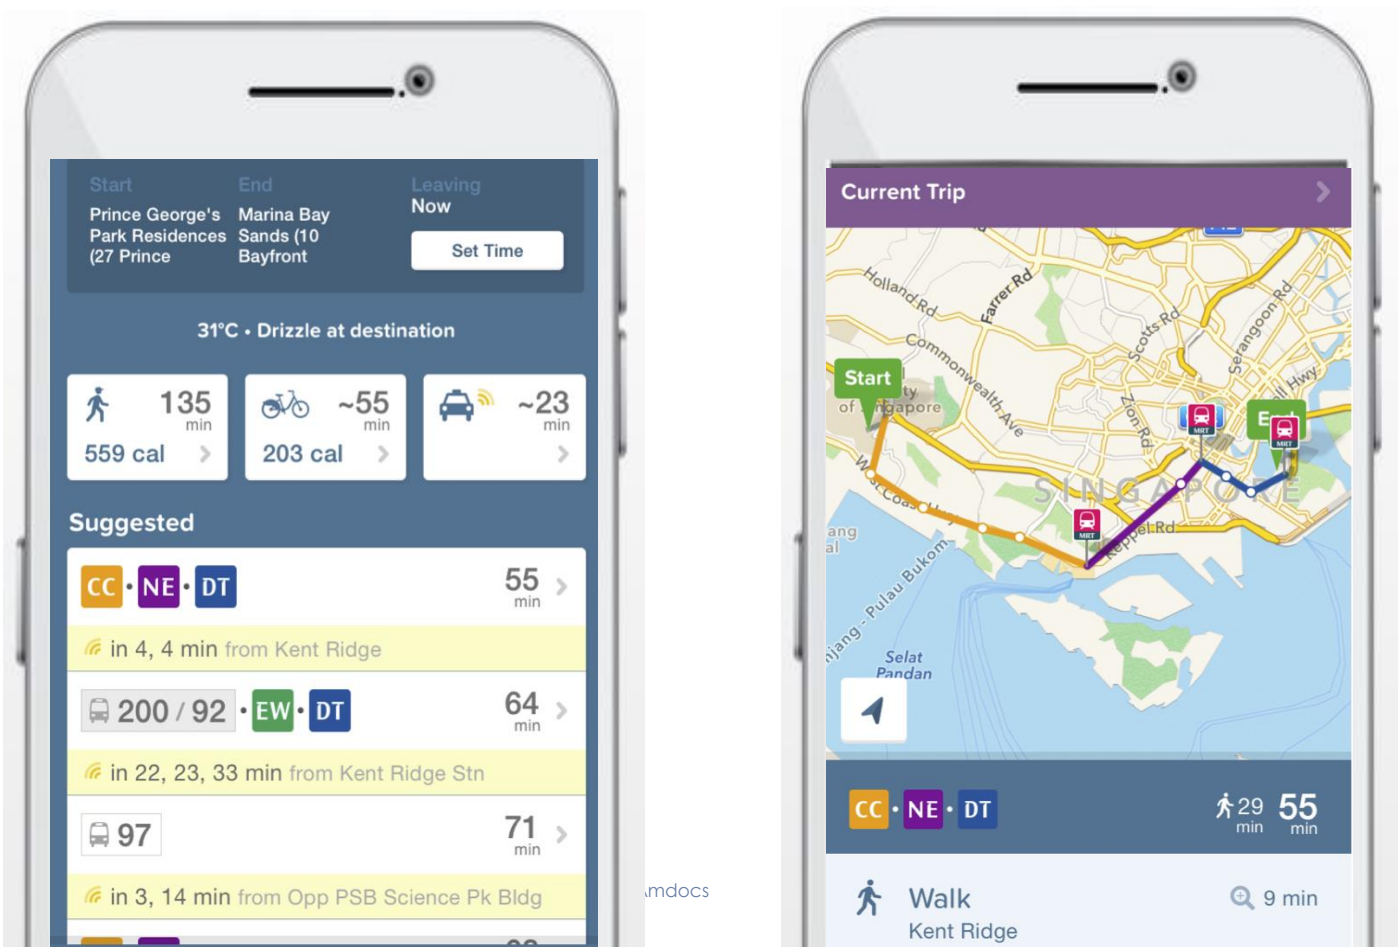 Start
End
Leaving
Prince George's
Park Residences
(27 Prince
Marina Bay
Sands (10
Bayfront
Now
Set Time
31°C • Drizzle at destination
135
min
559 cal
~55
min
203 cal
~23
min
Suggested
CC • NE • DT
55
min
in 4, 4 min from Kent Ridge
200 / 92 • EW • DT
64
min
in 22, 23, 33 min from Kent Ridge Stn
97
71
min
in 3, 14 min from Opp PSB Science Pk Bldg
Current Trip
Holland Rd
Farrer Rd
Scotts Rd
Serangoon Rd
Commonwealth Ave
Zion Rd
Hwy
Start
End
MRT
MRT
MRT
SINGAPORE
Keppel Rd
Pulau Bukom
Selat
Pandan
CC • NE • DT
29
min
55
min
Walk
9 min
Kent Ridge